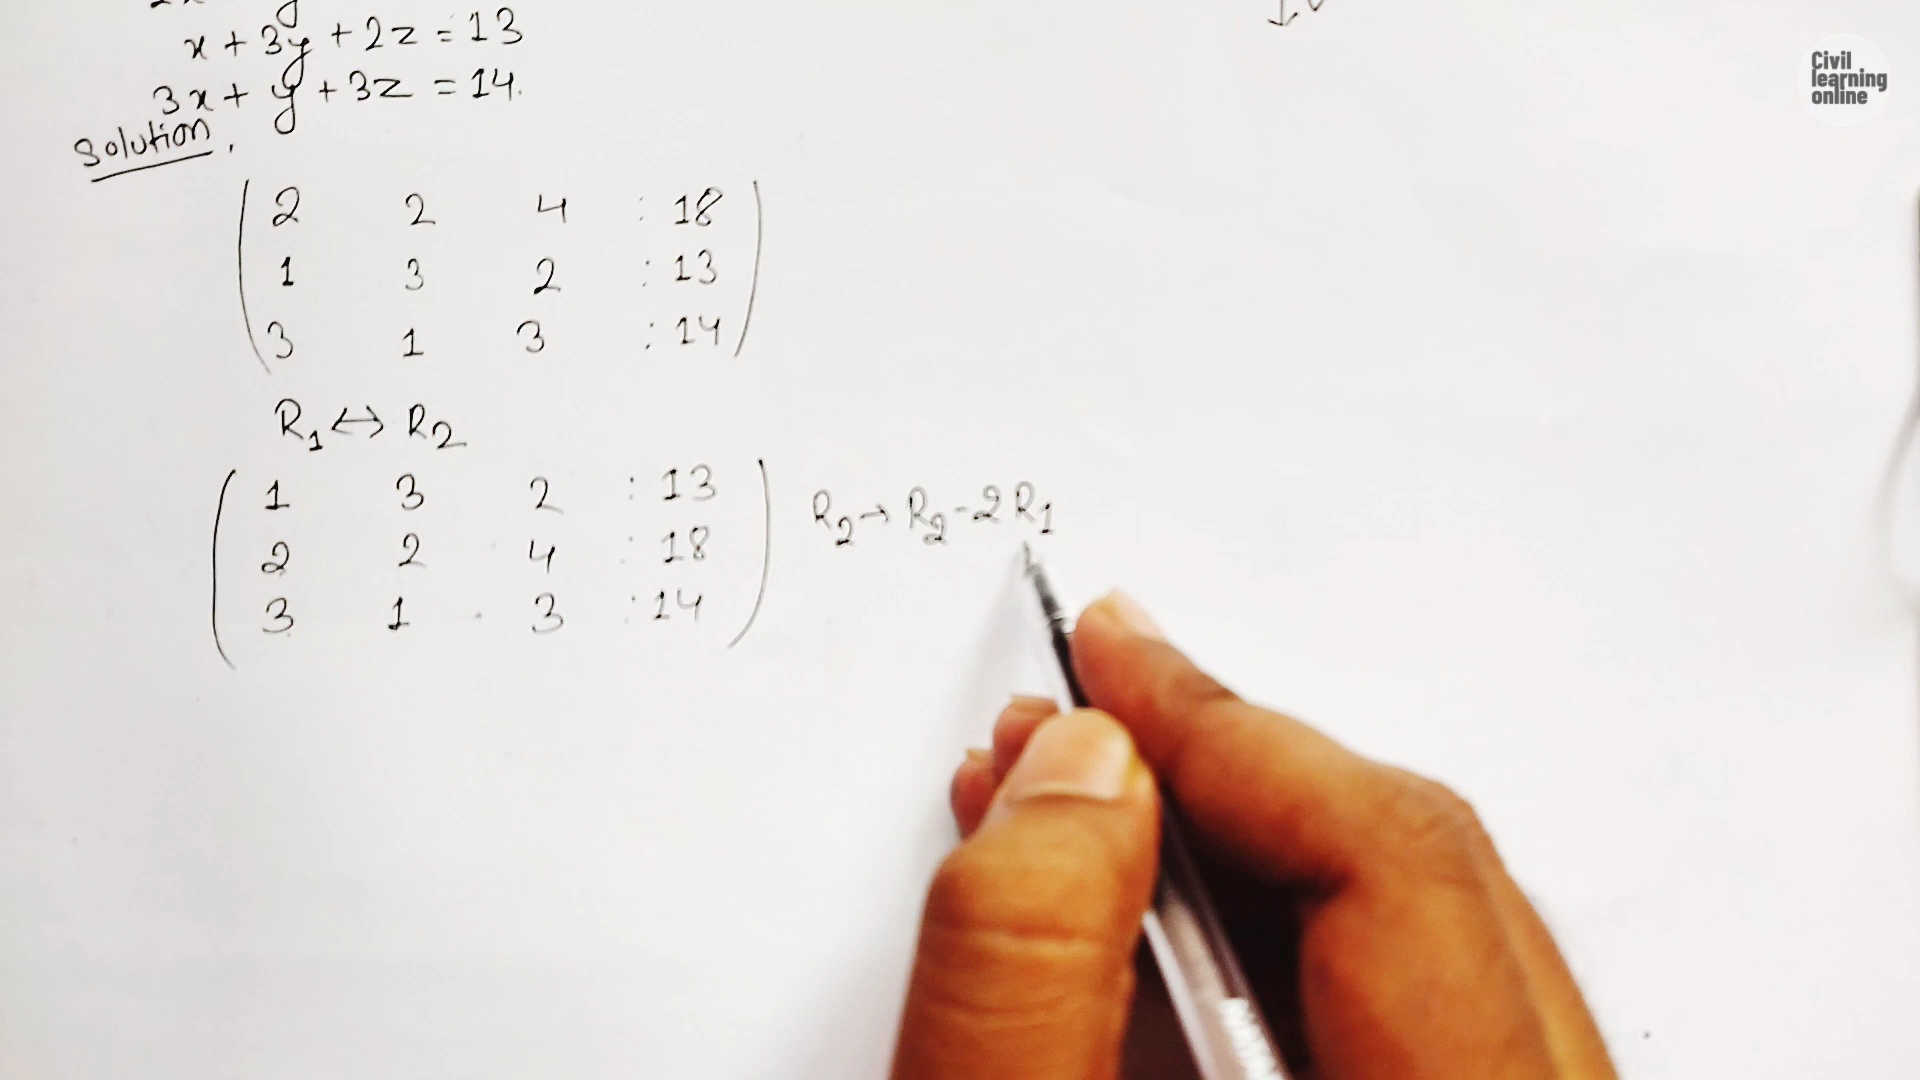 x + 3y + 2z = 13
3x + y + 3z = 14.
Solution,
2 2 4 : 18
1 3 2 : 13
3 1 3 : 14
R1 ↔ R2
1 3 2 : 13
2 2 4 : 18
3 1 3 : 14
R2 → R2 - 2R1
Civil
learning
online